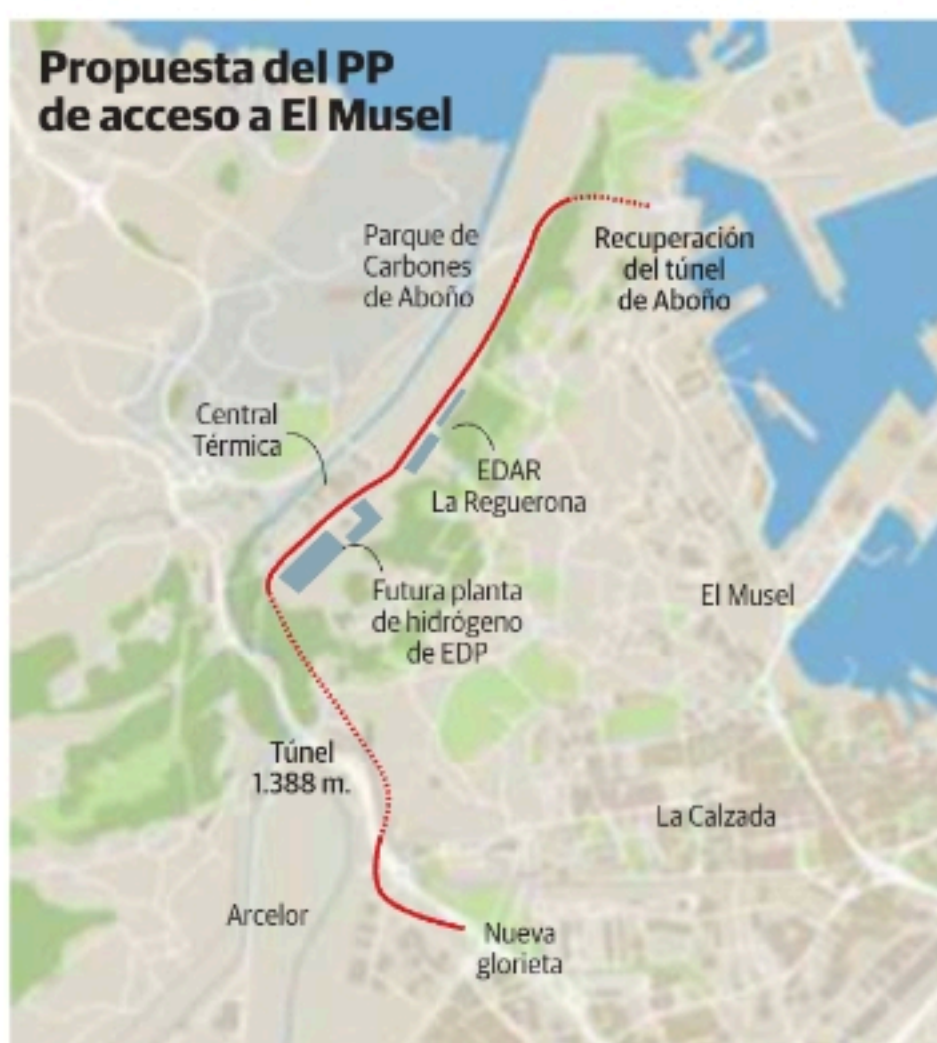 Propuesta del PP
de acceso a El Musel
Parque de
Carbones
de Aboño
Recuperación
del túnel
de Aboño
Central
Térmica
EDAR
La Reguerona
Futura planta
de hidrógeno
de EDP
El Musel
Túnel
1.388 m.
La Calzada
Arcelor
Nueva
glorieta